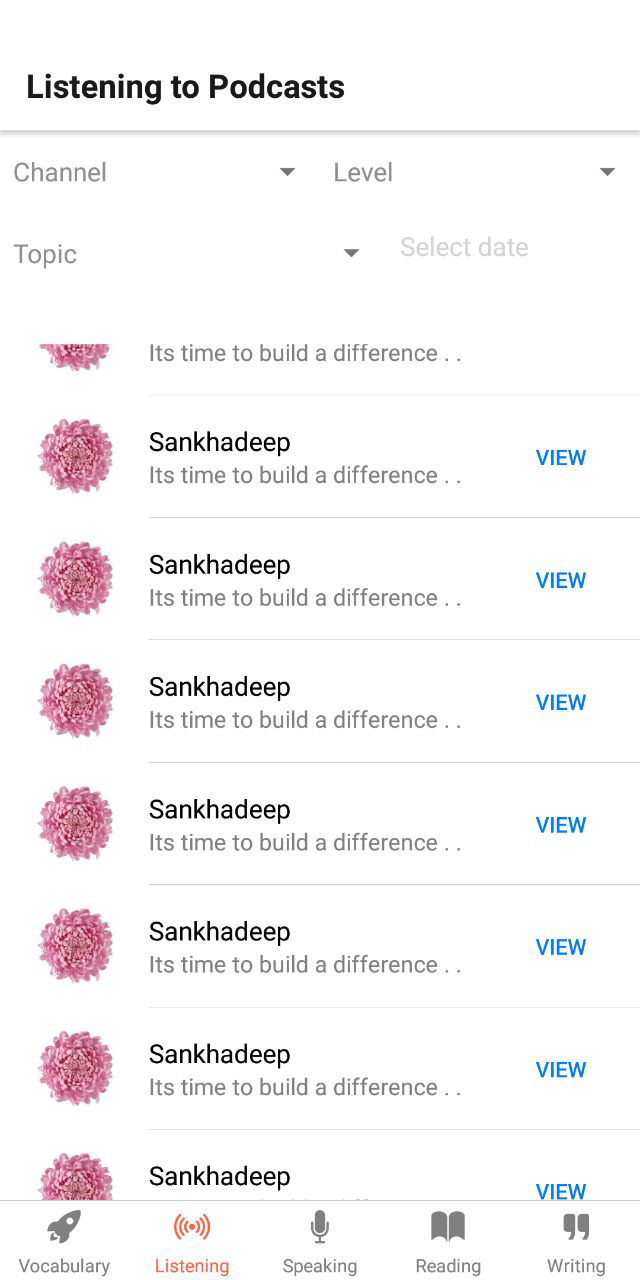 Listening to Podcasts
Channel
Level
Topic
Select date
Its time to build a difference . .
Sankhadeep
Its time to build a difference . .
VIEW
Sankhadeep
Its time to build a difference . .
VIEW
Sankhadeep
Its time to build a difference . .
VIEW
Sankhadeep
Its time to build a difference . .
VIEW
Sankhadeep
Its time to build a difference . .
VIEW
Sankhadeep
Its time to build a difference . .
VIEW
Sankhadeep
VIEW
Vocabulary
Listening
Speaking
Reading
Writing